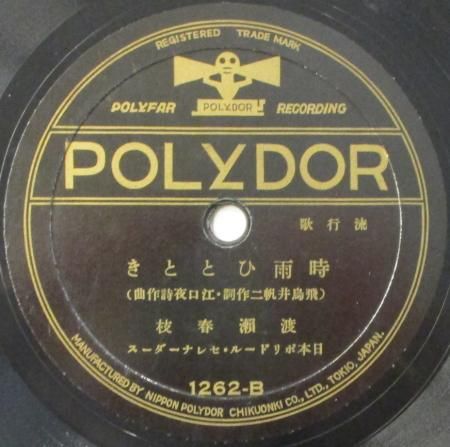 REGISTERED TRADE MARK
POLYFAR POLYDOR RECORDING
POLYDOR
流行歌
時雨ひととき
(飛鳥井帆二作詞・江口夜詩作曲)
渡瀬春枝
日本ポリドール・セレナーダース
1262-B
MANUFACTURED BY NIPPON POLYDOR CHIKUONKI CO., LTD., TOKIO, JAPAN.